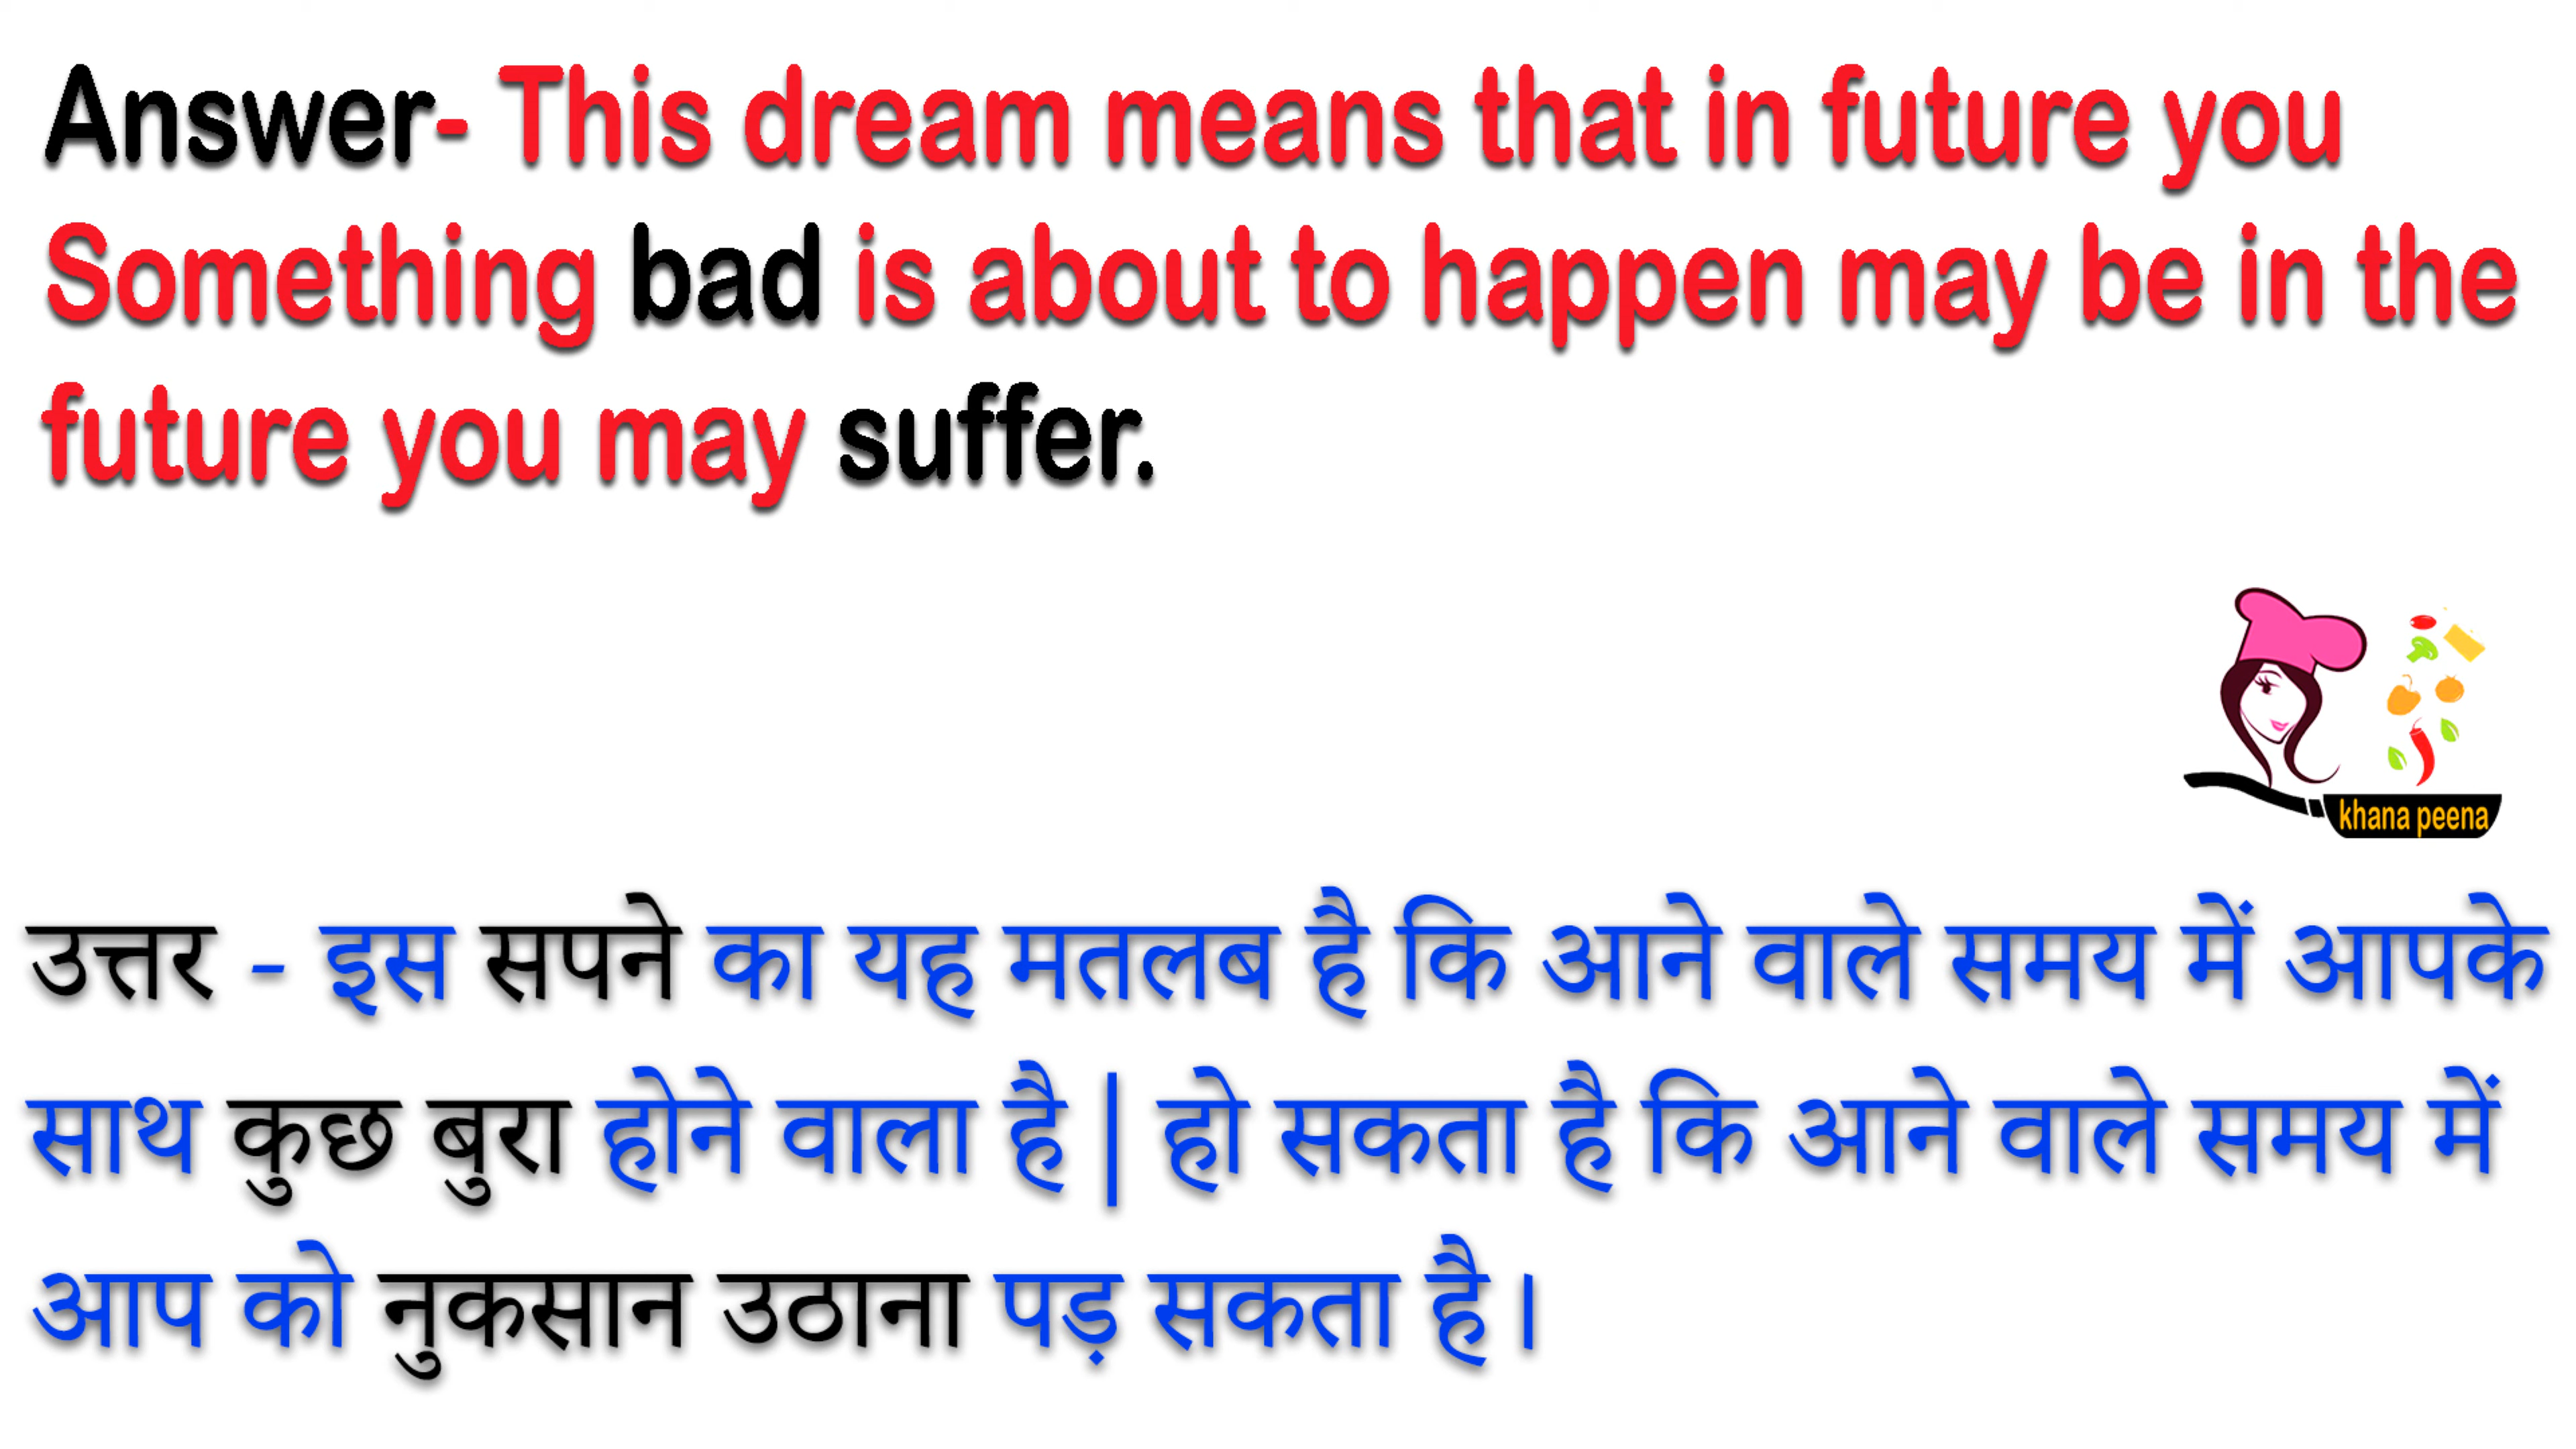 Answer- This dream means that in future you
Something bad is about to happen may be in the
future you may suffer.
khana peena
उत्तर - इस सपने का यह मतलब है कि आने वाले समय में आपके
साथ कुछ बुरा होने वाला है | हो सकता है कि आने वाले समय में
आप को नुकसान उठाना पड़ सकता है।